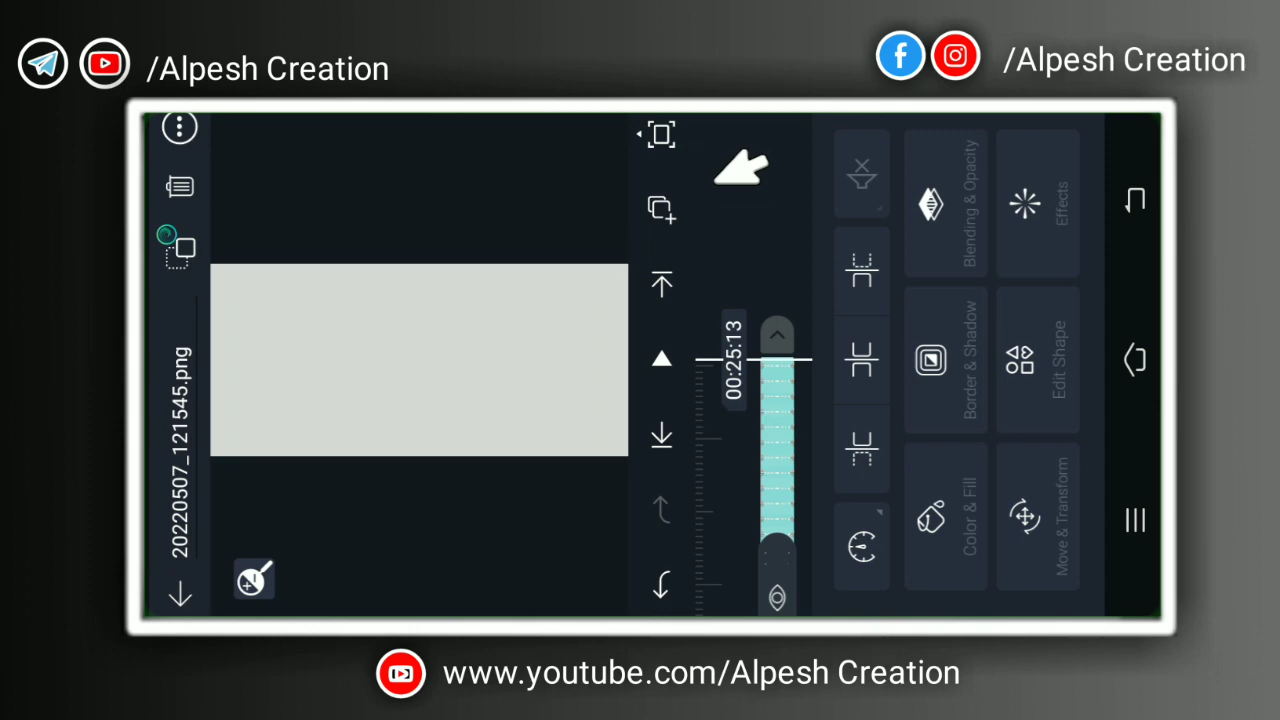 /Alpesh Creation
/Alpesh Creation
20220507_121545.png
00:25:13
Blending & Opacity
Effects
Border & Shadow
Edit Shape
Color & Fill
Move & Transform
www.youtube.com/Alpesh Creation